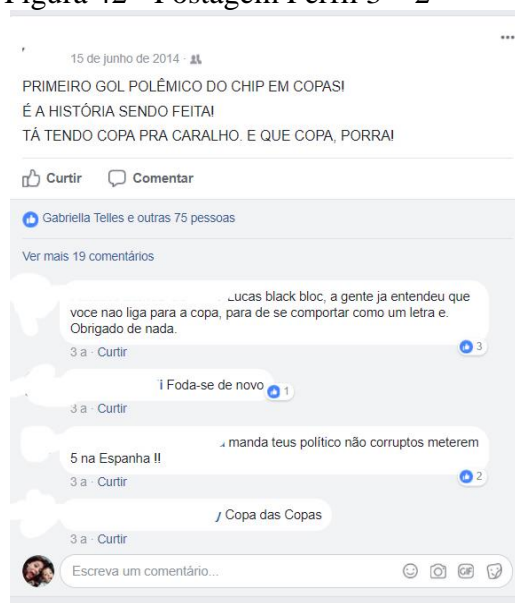 Figura 42 - Postagem Perfil 3 – 2
15 de junho de 2014 ·
PRIMEIRO GOL POLÊMICO DO CHIP EM COPAS!
É A HISTÓRIA SENDO FEITA!
TÁ TENDO COPA PRA CARALHO. E QUE COPA, PORRA!
Curtir Comentar
Gabriella Telles e outras 75 pessoas
Ver mais 19 comentários
Lucas black bloc, a gente ja entendeu que
voce nao liga para a copa, para de se comportar como um letra e.
Obrigado de nada.
3 a · Curtir 3
Foda-se de novo 1
3 a · Curtir
manda teus político não corruptos meterem
5 na Espanha !!
3 a · Curtir 2
Copa das Copas
3 a · Curtir
Escreva um comentário... GIF